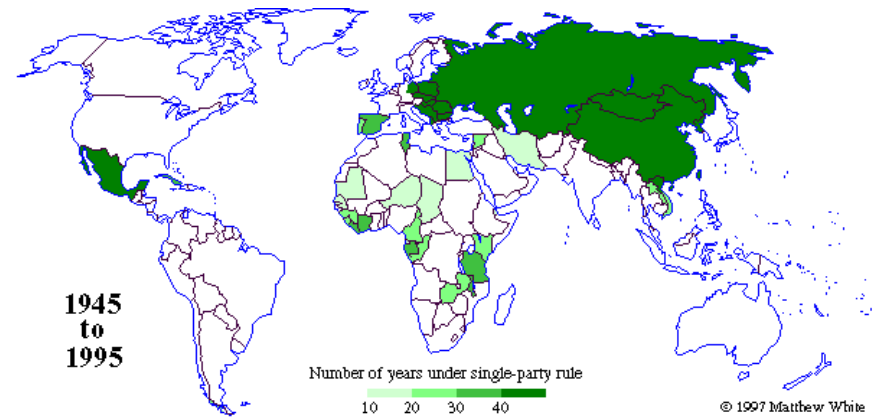 1945
to
1995
Number of years under single-party rule
10 20 30 40
© 1997 Matthew White